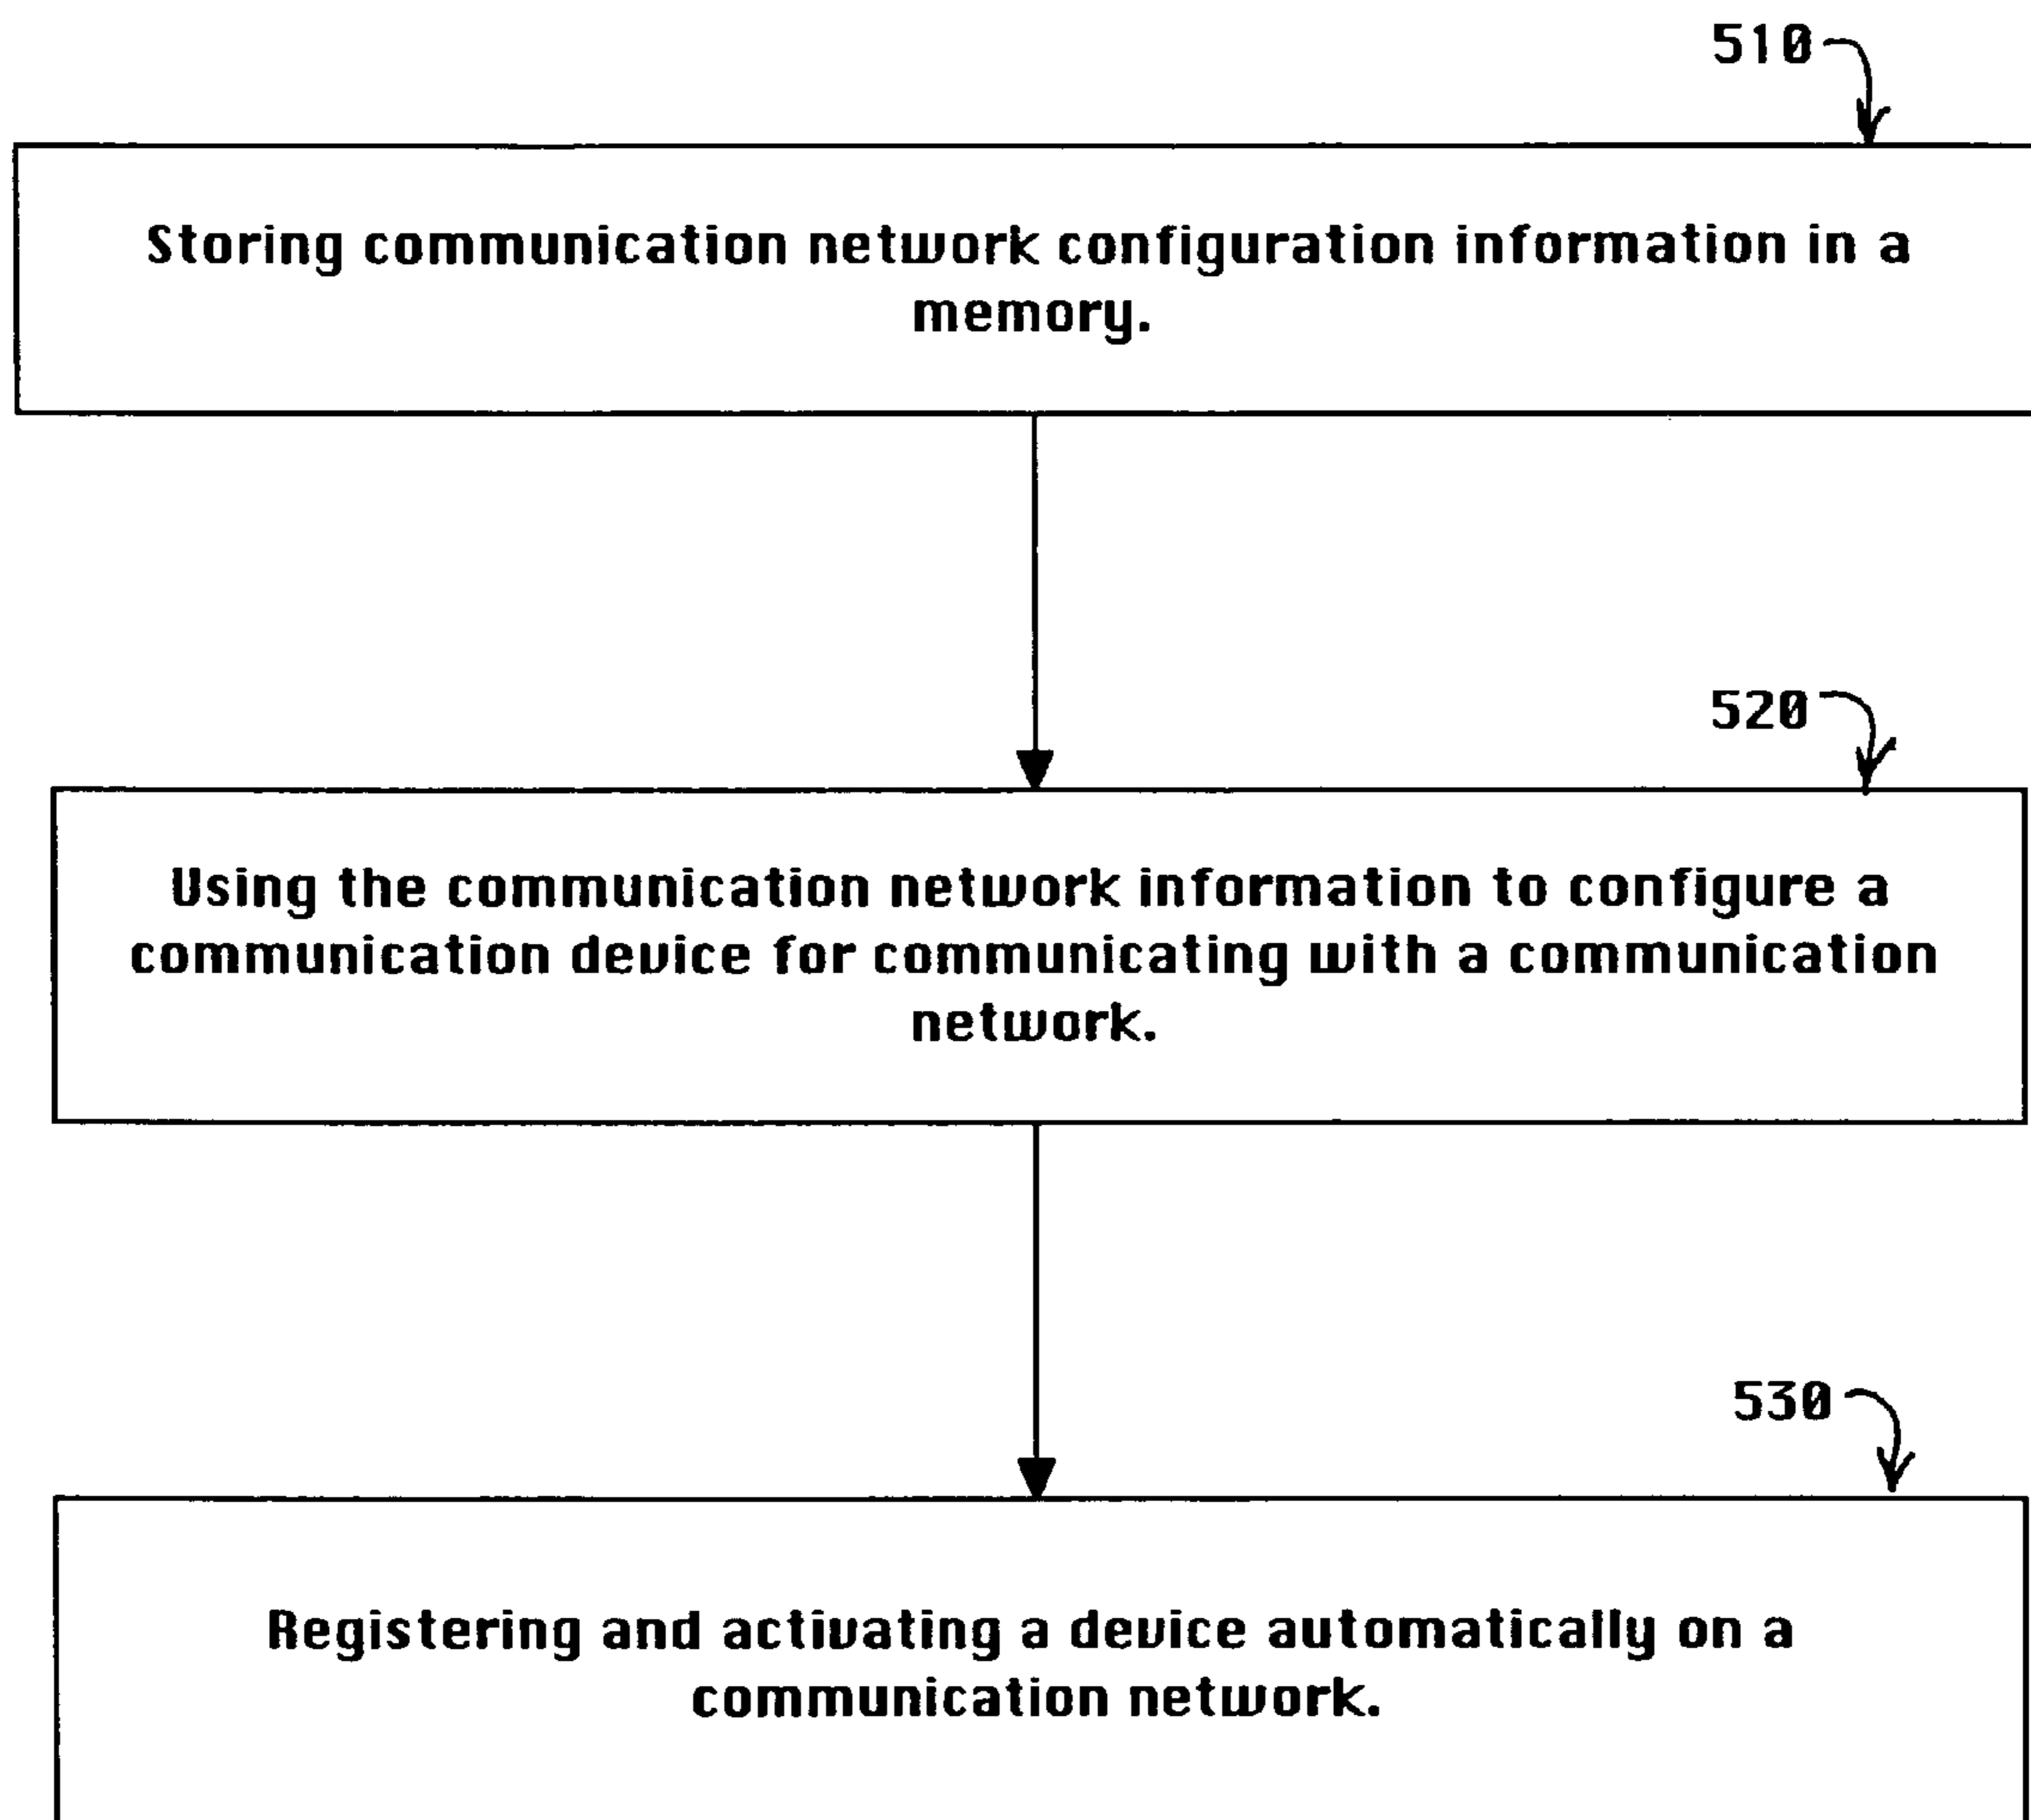 510
Storing communication network configuration information in a
memory.
520
Using the communication network information to configure a
communication device for communicating with a communication
network.
530
Registering and activating a device automatically on a
communication network.